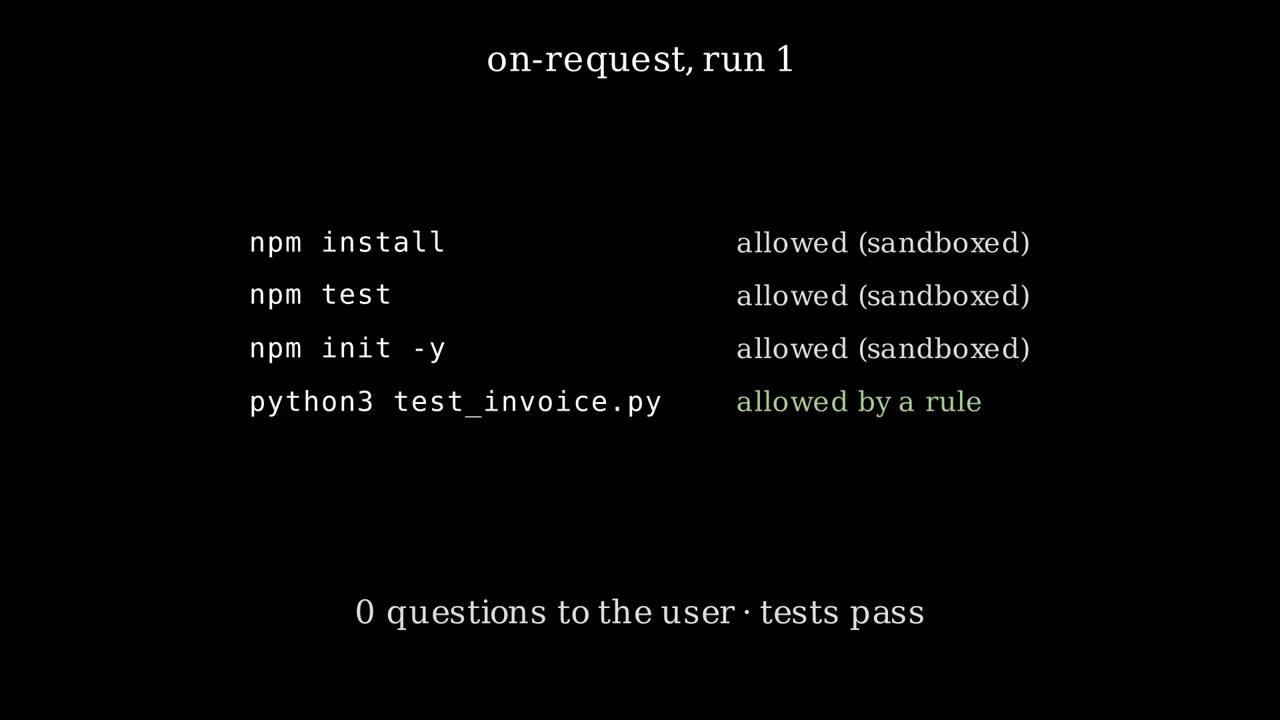 on-request, run 1
npm install allowed (sandboxed)
npm test allowed (sandboxed)
npm init -y allowed (sandboxed)
python3 test_invoice.py allowed by a rule
0 questions to the user · tests pass